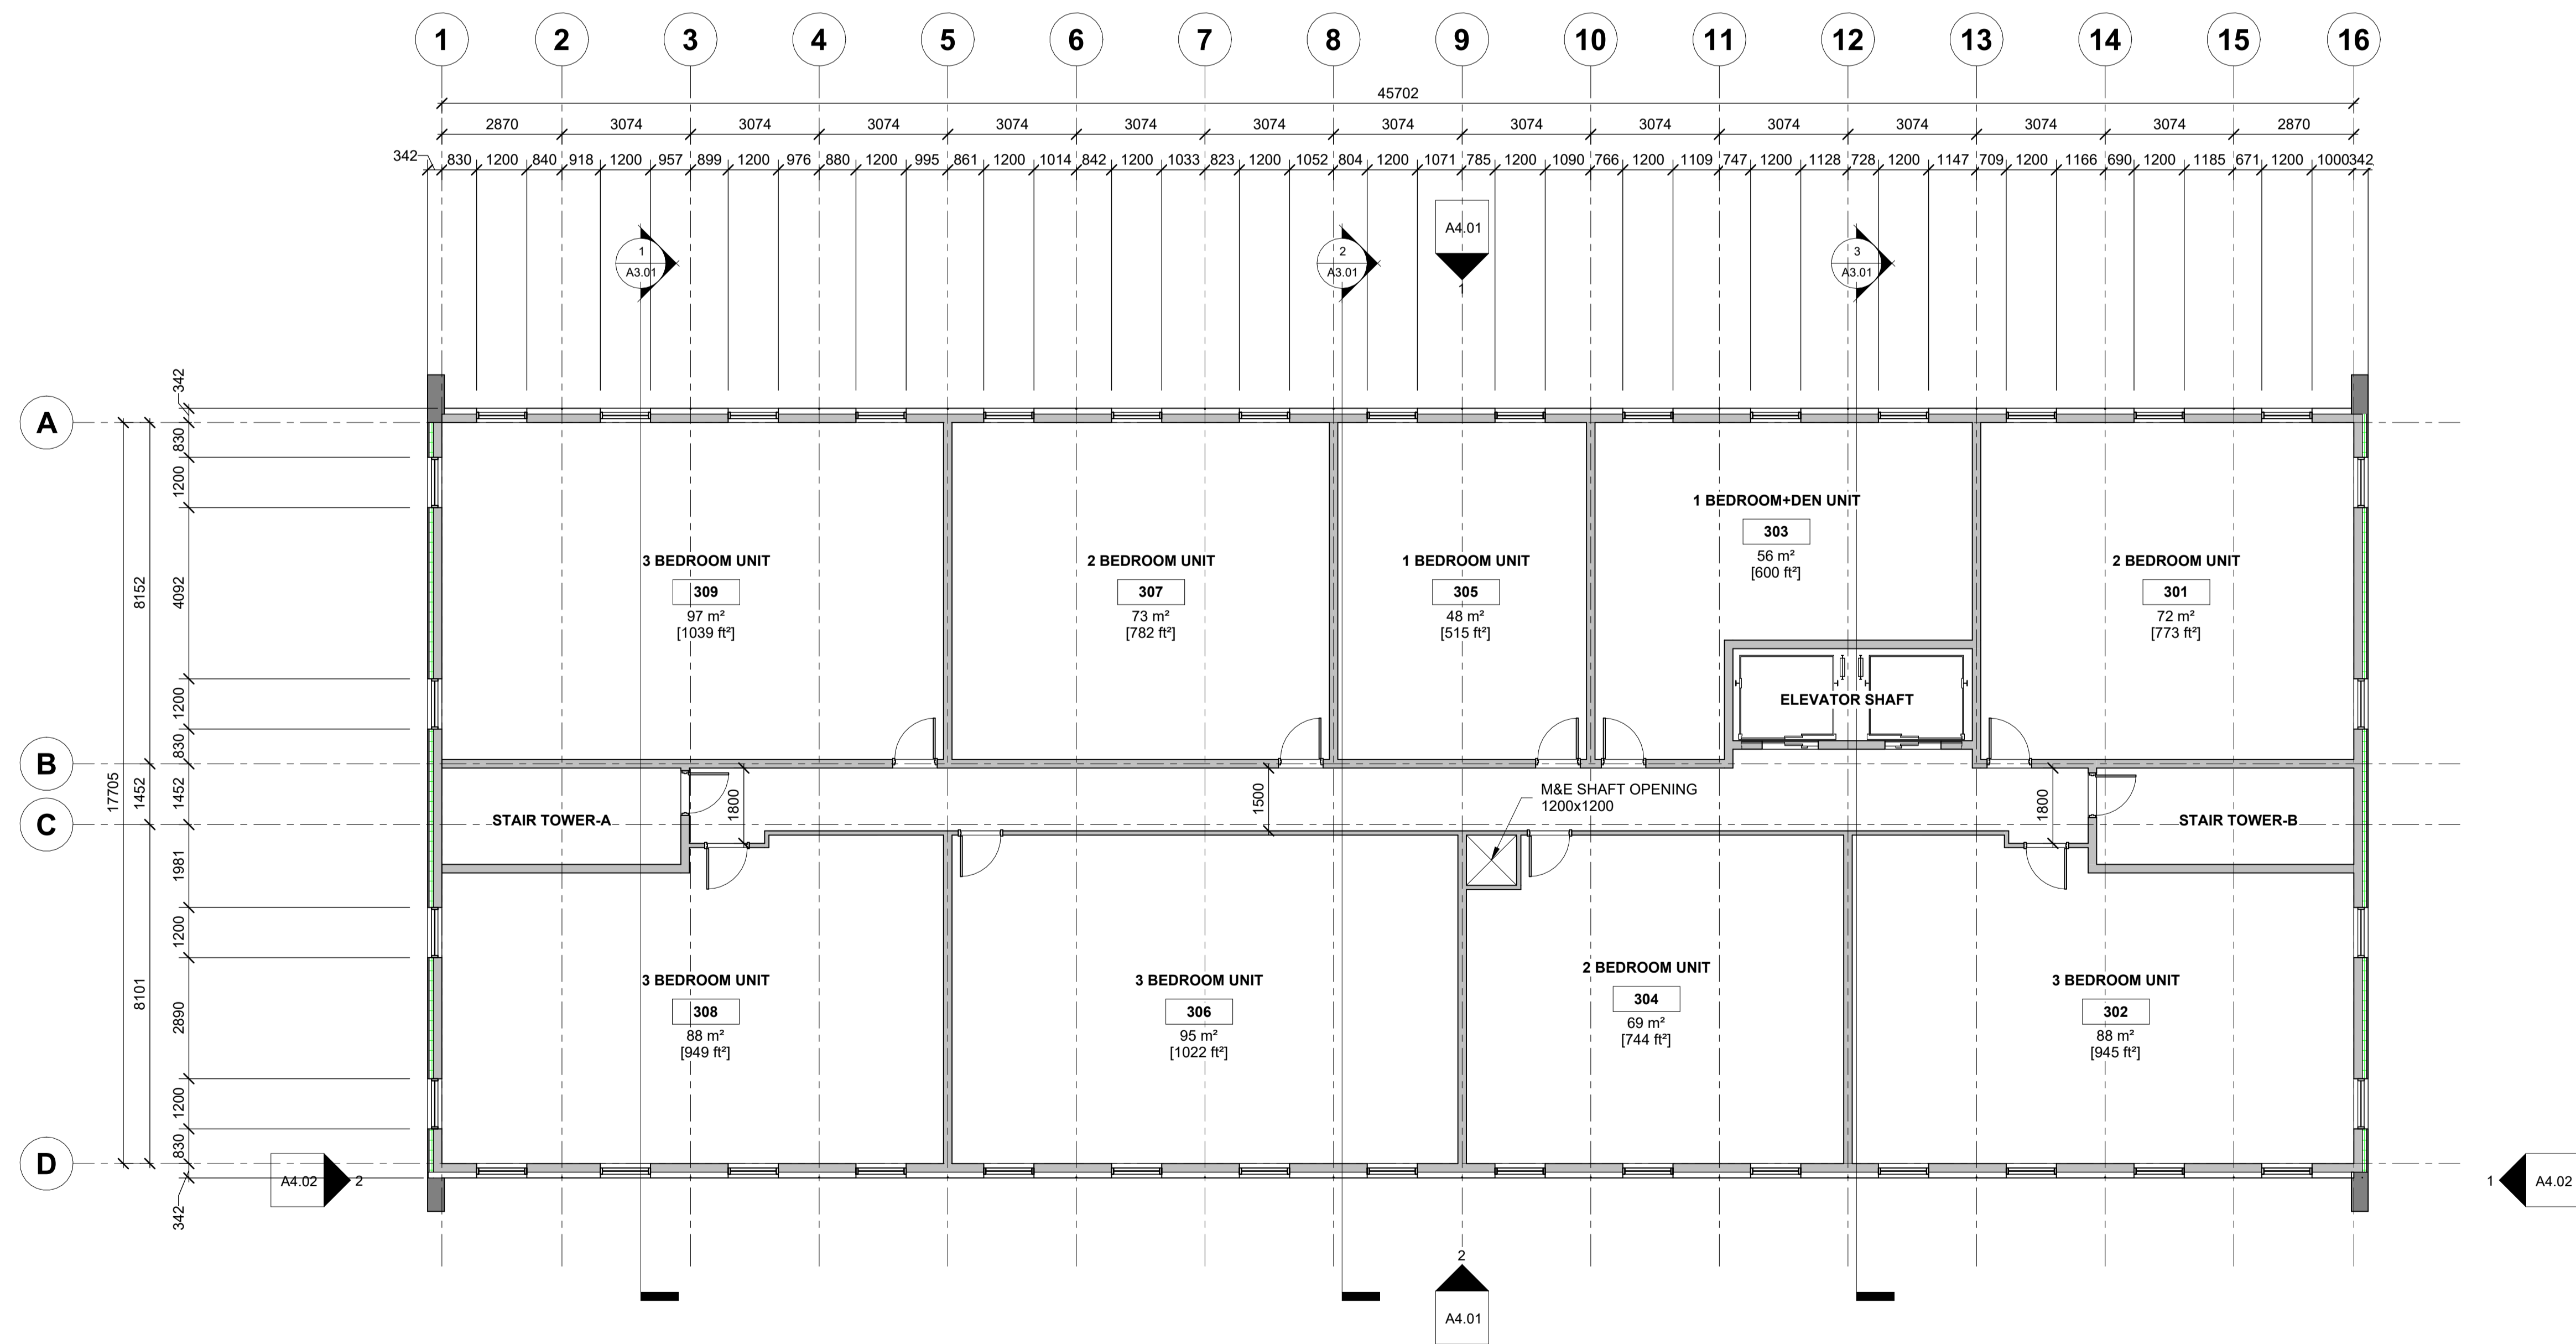 1 2 3 4 5 6 7 8 9 10 11 12 13 14 15 16
45702
2870 3074 3074 3074 3074 3074 3074 3074 3074 3074 3074 3074 3074 3074 2870
342 830 1200 840 918 1200 957 899 1200 976 880 1200 995 861 1200 1014 842 1200 1033 823 1200 1052 804 1200 1071 785 1200 1090 766 1200 1109 747 1200 1128 728 1200 1147 709 1200 1166 690 1200 1185 671 1200 1000 342
1
A3.01
2
A3.01
A4.01
1
3
A3.01
A
B
C
D
17705
8152
1452
8101
342
830
1200
4092
1200
830
1452
1981
1200
2890
1200
830
342
3 BEDROOM UNIT
309
97 m²
[1039 ft²]
2 BEDROOM UNIT
307
73 m²
[782 ft²]
1 BEDROOM UNIT
305
48 m²
[515 ft²]
1 BEDROOM+DEN UNIT
303
56 m²
[600 ft²]
2 BEDROOM UNIT
301
72 m²
[773 ft²]
ELEVATOR SHAFT
STAIR TOWER-A
1800
1500
M&E SHAFT OPENING
1200x1200
1800
STAIR TOWER-B
3 BEDROOM UNIT
308
88 m²
[949 ft²]
3 BEDROOM UNIT
306
95 m²
[1022 ft²]
2 BEDROOM UNIT
304
69 m²
[744 ft²]
3 BEDROOM UNIT
302
88 m²
[945 ft²]
A4.02 2
1 A4.02
2
A4.01